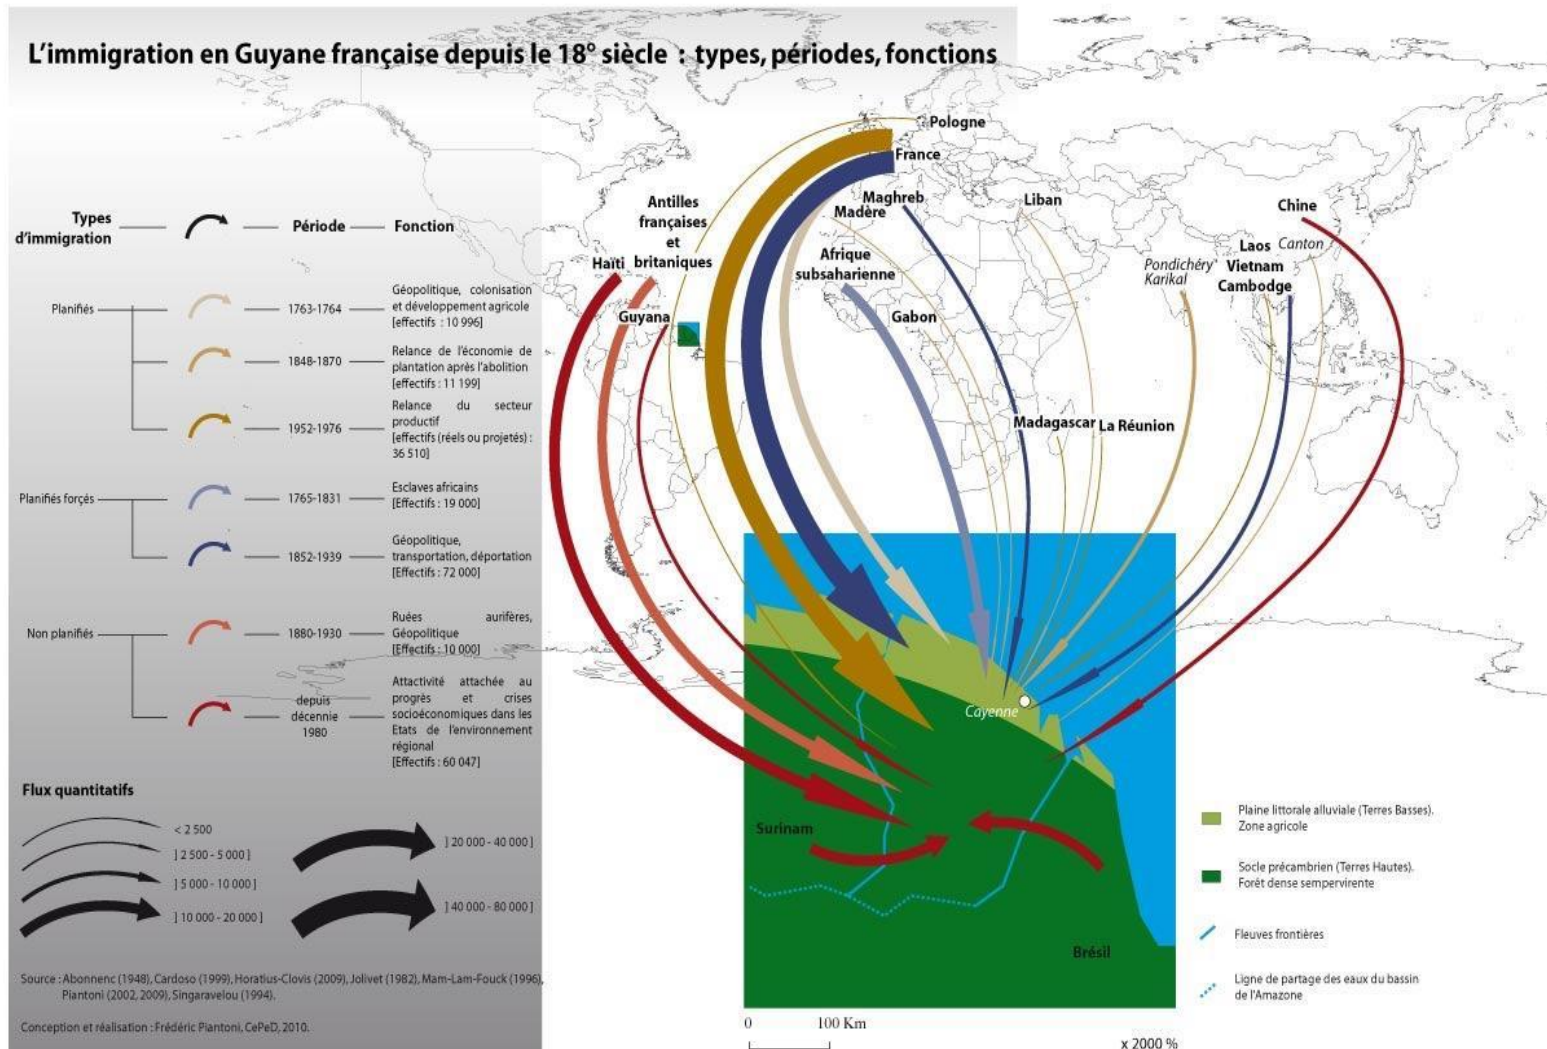 L'immigration en Guyane française depuis le 18° siècle : types, périodes, fonctions
Types
d'immigration
Période
Fonction
Planifiés
1763-1764
Géopolitique, colonisation
et développement agricole
[effectifs : 10 996]
1848-1870
Relance de l'économie de
plantation après l'abolition
[effectifs : 11 199]
1952-1976
Relance du secteur
productif
[effectifs (réels ou projetés) :
36 510]
Planifiés forçés
1765-1831
Esclaves africains
[Effectifs : 19 000]
1852-1939
Géopolitique,
transportation, déportation
[Effectifs : 72 000]
Non planifiés
1880-1930
Ruées aurifères,
Géopolitique
[Effectifs : 10 000]
depuis
décennie
1980
Attactivité attachée au
progrès et crises
socioéconomiques dans les
Etats de l'environnement
régional
[Effectifs : 60 047]
Flux quantitatifs
< 2 500
] 2 500 - 5 000 ]
] 5 000 - 10 000 ]
] 10 000 - 20 000 ]
] 20 000 - 40 000 ]
] 40 000 - 80 000 ]
Source : Abonnenc (1948), Cardoso (1999), Horatius-Clovis (2009), Jolivet (1982), Mam-Lam-Fouck (1996),
Piantoni (2002, 2009), Singaravelou (1994).
Conception et réalisation : Frédéric Piantoni, CePeD, 2010.
Pologne
France
Antilles
françaises
et
britaniques
Haïti
Guyana
Madère
Maghreb
Afrique
subsaharienne
Gabon
Liban
Chine
Canton
Laos
Vietnam
Cambodge
Pondichéry
Karikal
Madagascar
La Réunion
Cayenne
Surinam
Brésil
Plaine littorale alluviale (Terres Basses).
Zone agricole
Socle précambrien (Terres Hautes).
Forêt dense sempervirente
Fleuves frontières
Ligne de partage des eaux du bassin
de l'Amazone
0 100 Km
x 2000 %